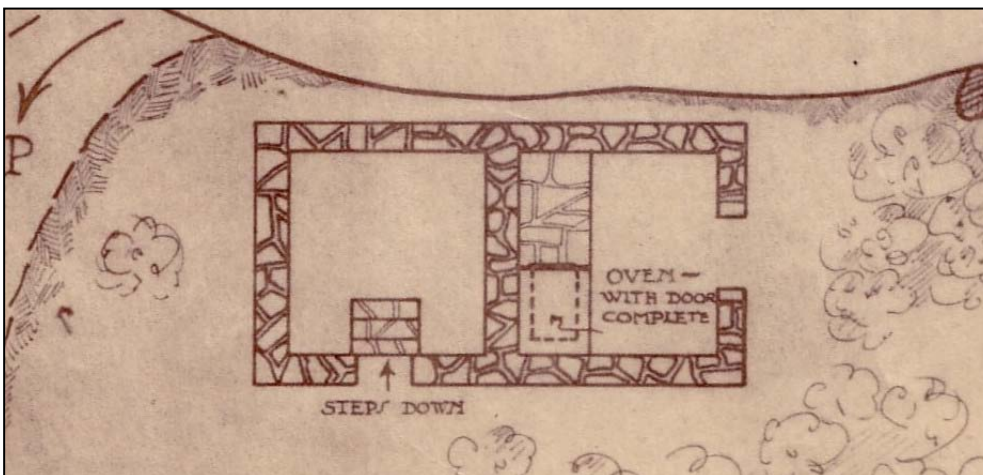 P
OVEN —
WITH DOOR
COMPLETE
STEPS DOWN